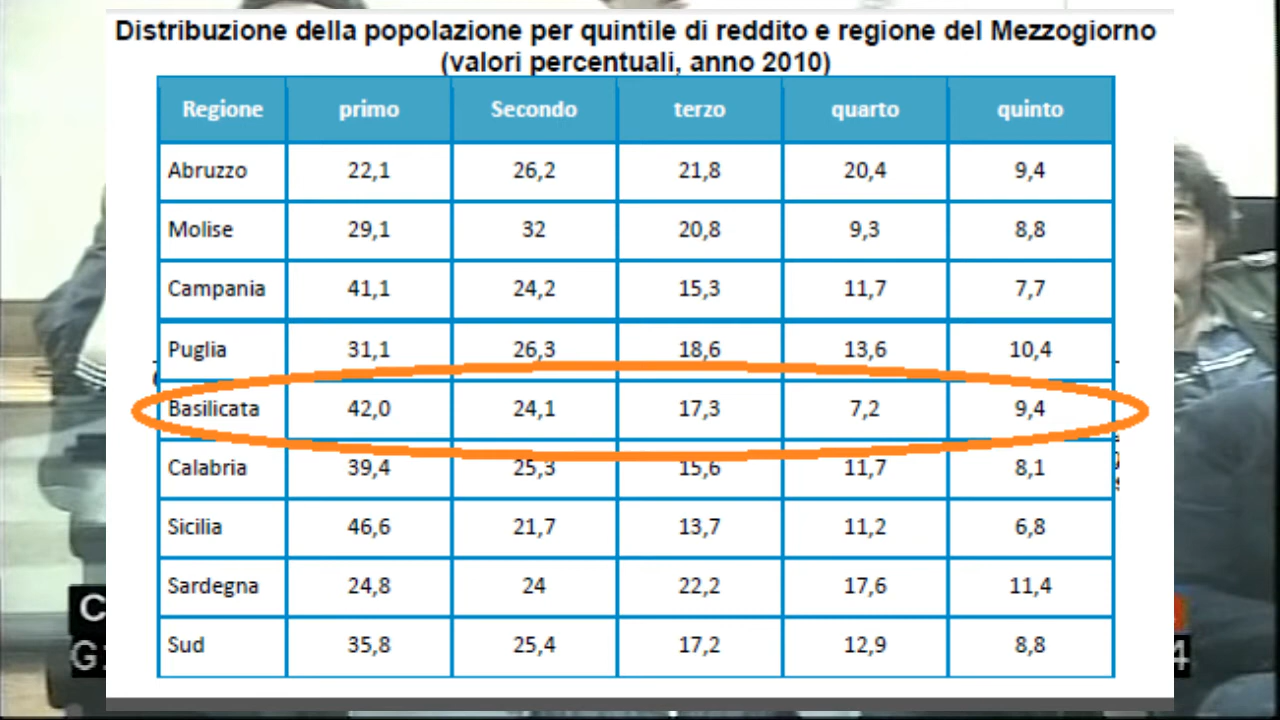 Distribuzione della popolazione per quintile di reddito e regione del Mezzogiorno
(valori percentuali, anno 2010)
Regione primo Secondo terzo quarto quinto
Abruzzo 22,1 26,2 21,8 20,4 9,4
Molise 29,1 32 20,8 9,3 8,8
Campania 41,1 24,2 15,3 11,7 7,7
Puglia 31,1 26,3 18,6 13,6 10,4
Basilicata 42,0 24,1 17,3 7,2 9,4
Calabria 39,4 25,3 15,6 11,7 8,1
Sicilia 46,6 21,7 13,7 11,2 6,8
Sardegna 24,8 24 22,2 17,6 11,4
Sud 35,8 25,4 17,2 12,9 8,8